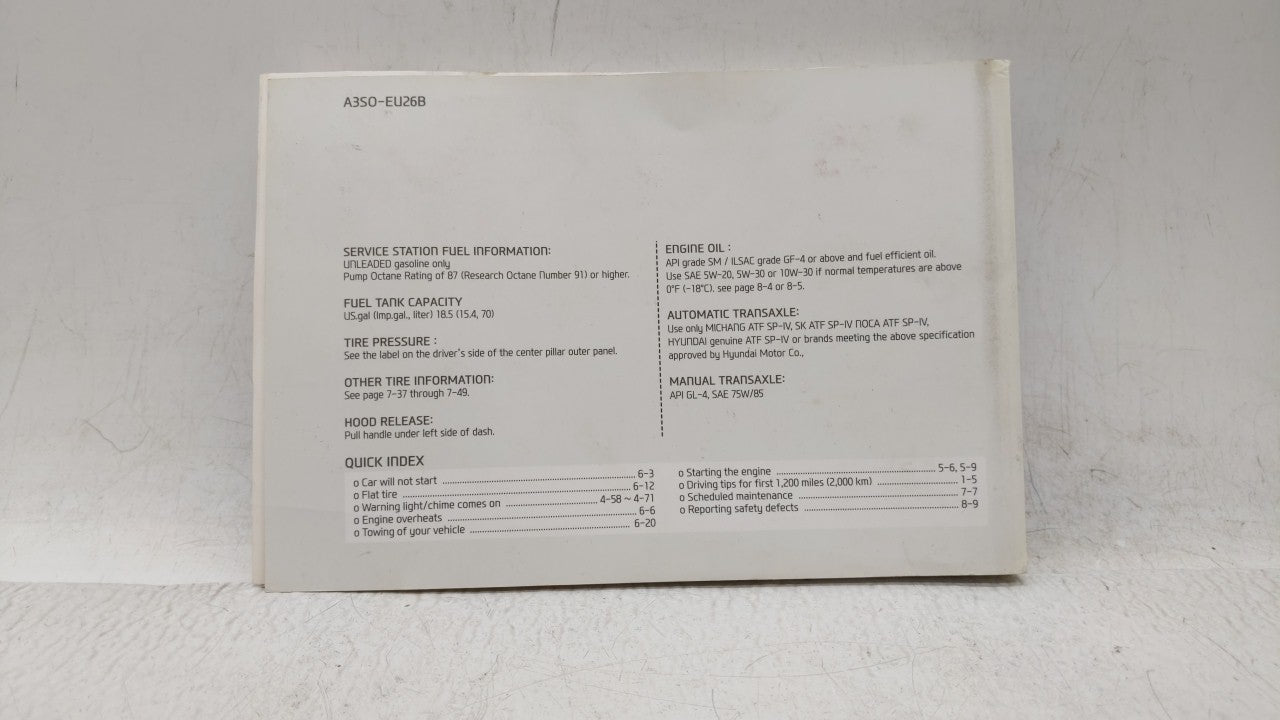 A3SO-EU26B
SERVICE STATION FUEL INFORMATION:
UNLEADED gasoline only
Pump Octane Rating of 87 (Research Octane Number 91) or higher.
FUEL TANK CAPACITY
US.gal (Imp.gal., liter) 18.5 (15.4, 70)
TIRE PRESSURE :
See the label on the driver's side of the center pillar outer panel.
OTHER TIRE INFORMATION:
See page 7-37 through 7-49.
HOOD RELEASE:
Pull handle under left side of dash.
ENGINE OIL :
API grade SM / ILSAC grade GF-4 or above and fuel efficient oil.
Use SAE 5W-20, 5W-30 or 10W-30 if normal temperatures are above
0°F (-18°C). see page 8-4 or 8-5.
AUTOMATIC TRANSAXLE:
Use only MICHANG ATF SP-IV, SK ATF SP-IV NOCA ATF SP-IV,
HYUNDAI genuine ATF SP-IV or brands meeting the above specification
approved by Hyundai Motor Co.,
MANUAL TRANSAXLE:
API GL-4, SAE 75W/85
QUICK INDEX
o Car will not start ........ 6-3
o Flat tire ........ 6-12
o Warning light/chime comes on ........ 4-58 ~ 4-71
o Engine overheats ........ 6-6
o Towing of your vehicle ........ 6-20
o Starting the engine ........ 5-6, 5-9
o Driving tips for first 1,200 miles (2,000 km) ........ 1-5
o Scheduled maintenance ........ 7-7
o Reporting safety defects ........ 8-9